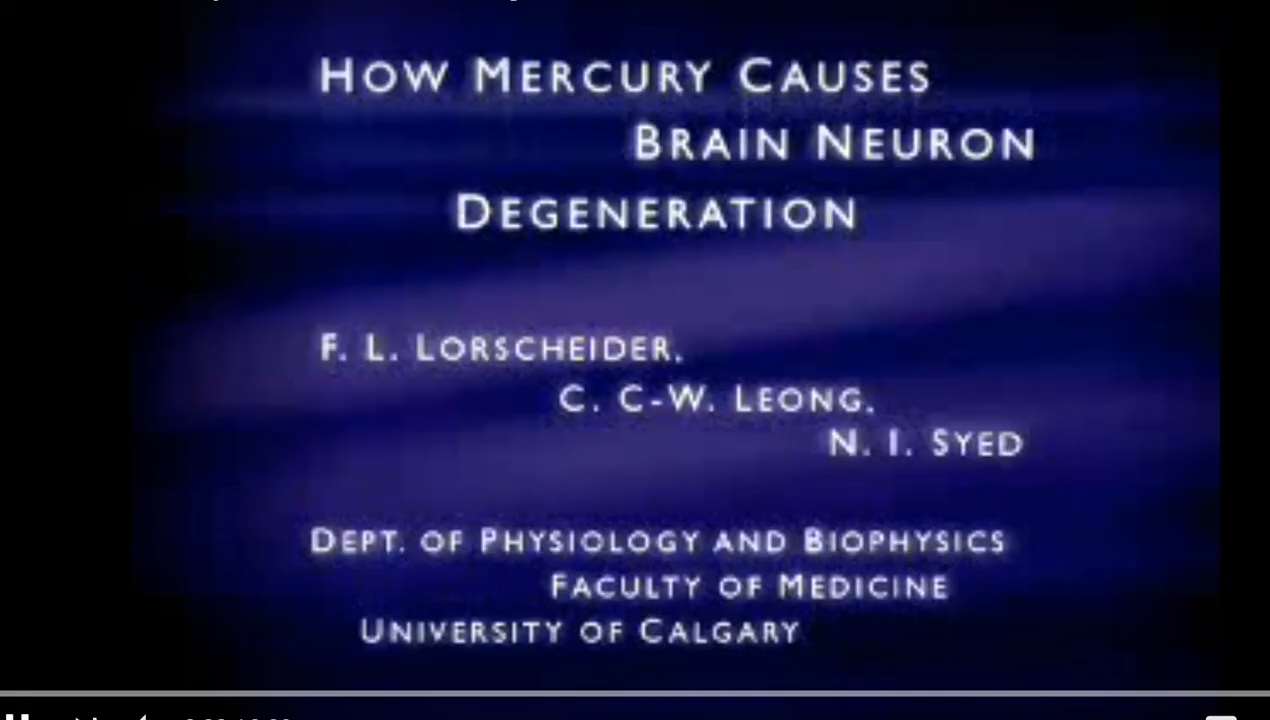 How Mercury Causes
Brain Neuron
Degeneration
F. L. Lorscheider,
C. C-W. Leong,
N. I. Syed
Dept. of Physiology and Biophysics
Faculty of Medicine
University of Calgary